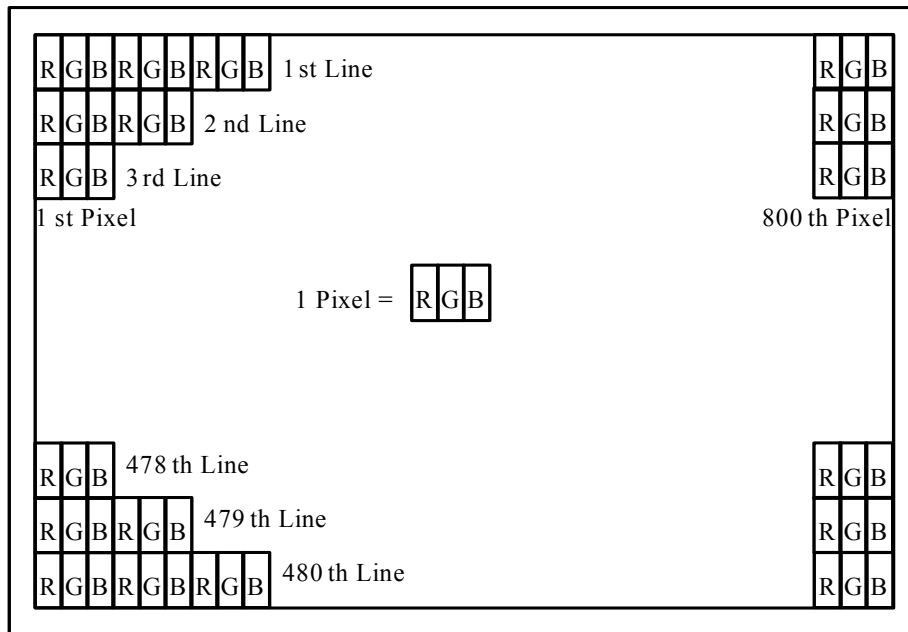 R G B R G B R G B 1 st Line R G B
R G B R G B 2 nd Line R G B
R G B 3 rd Line R G B
1 st Pixel 800 th Pixel
1 Pixel = R G B
R G B 478 th Line R G B
R G B R G B 479 th Line R G B
R G B R G B R G B 480 th Line R G B